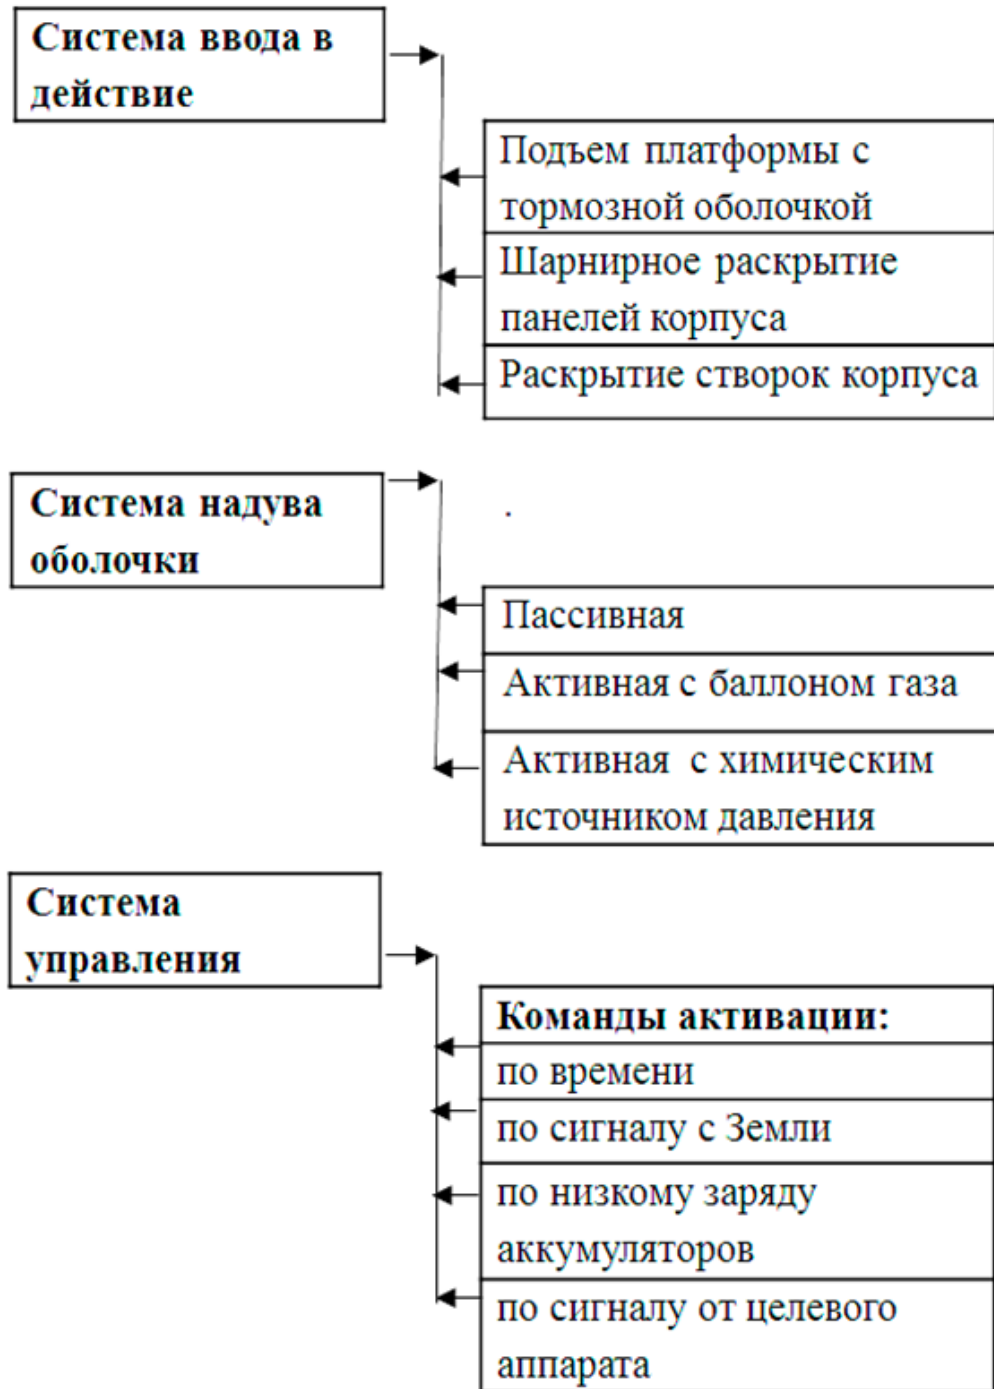 Система ввода в
действие
Подъем платформы с
тормозной оболочкой
Шарнирное раскрытие
панелей корпуса
Раскрытие створок корпуса
Система надува
оболочки
.
Пассивная
Активная с баллоном газа
Активная с химическим
источником давления
Система
управления
Команды активации:
по времени
по сигналу с Земли
по низкому заряду
аккумуляторов
по сигналу от целевого
аппарата